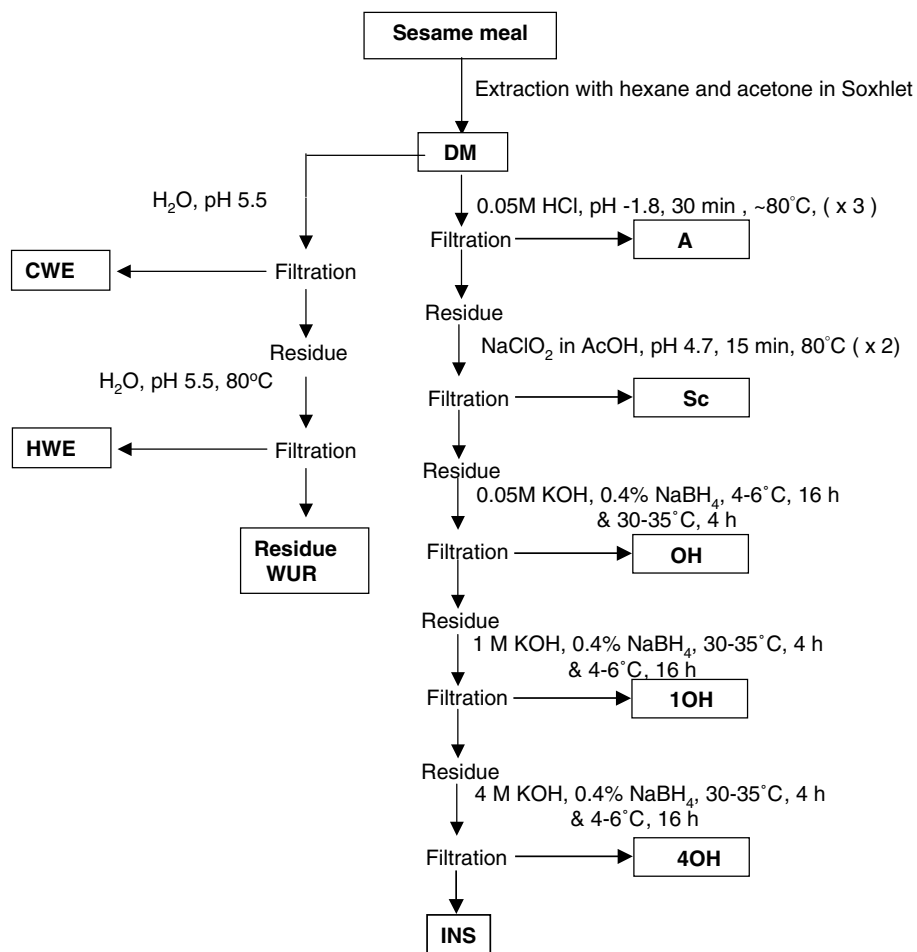 Sesame meal
Extraction with hexane and acetone in Soxhlet
DM
H₂O, pH 5.5
0.05M HCl, pH -1.8, 30 min , ~80°C, ( x 3 )
Filtration
A
CWE
Filtration
Residue
Residue
NaClO₂ in AcOH, pH 4.7, 15 min, 80°C ( x 2)
H₂O, pH 5.5, 80ºC
Filtration
Sc
HWE
Filtration
Residue
0.05M KOH, 0.4% NaBH₄, 4-6°C, 16 h
& 30-35°C, 4 h
Residue
WUR
Filtration
OH
Residue
1 M KOH, 0.4% NaBH₄, 30-35°C, 4 h
& 4-6°C, 16 h
Filtration
1OH
Residue
4 M KOH, 0.4% NaBH₄, 30-35°C, 4 h
& 4-6°C, 16 h
Filtration
4OH
INS